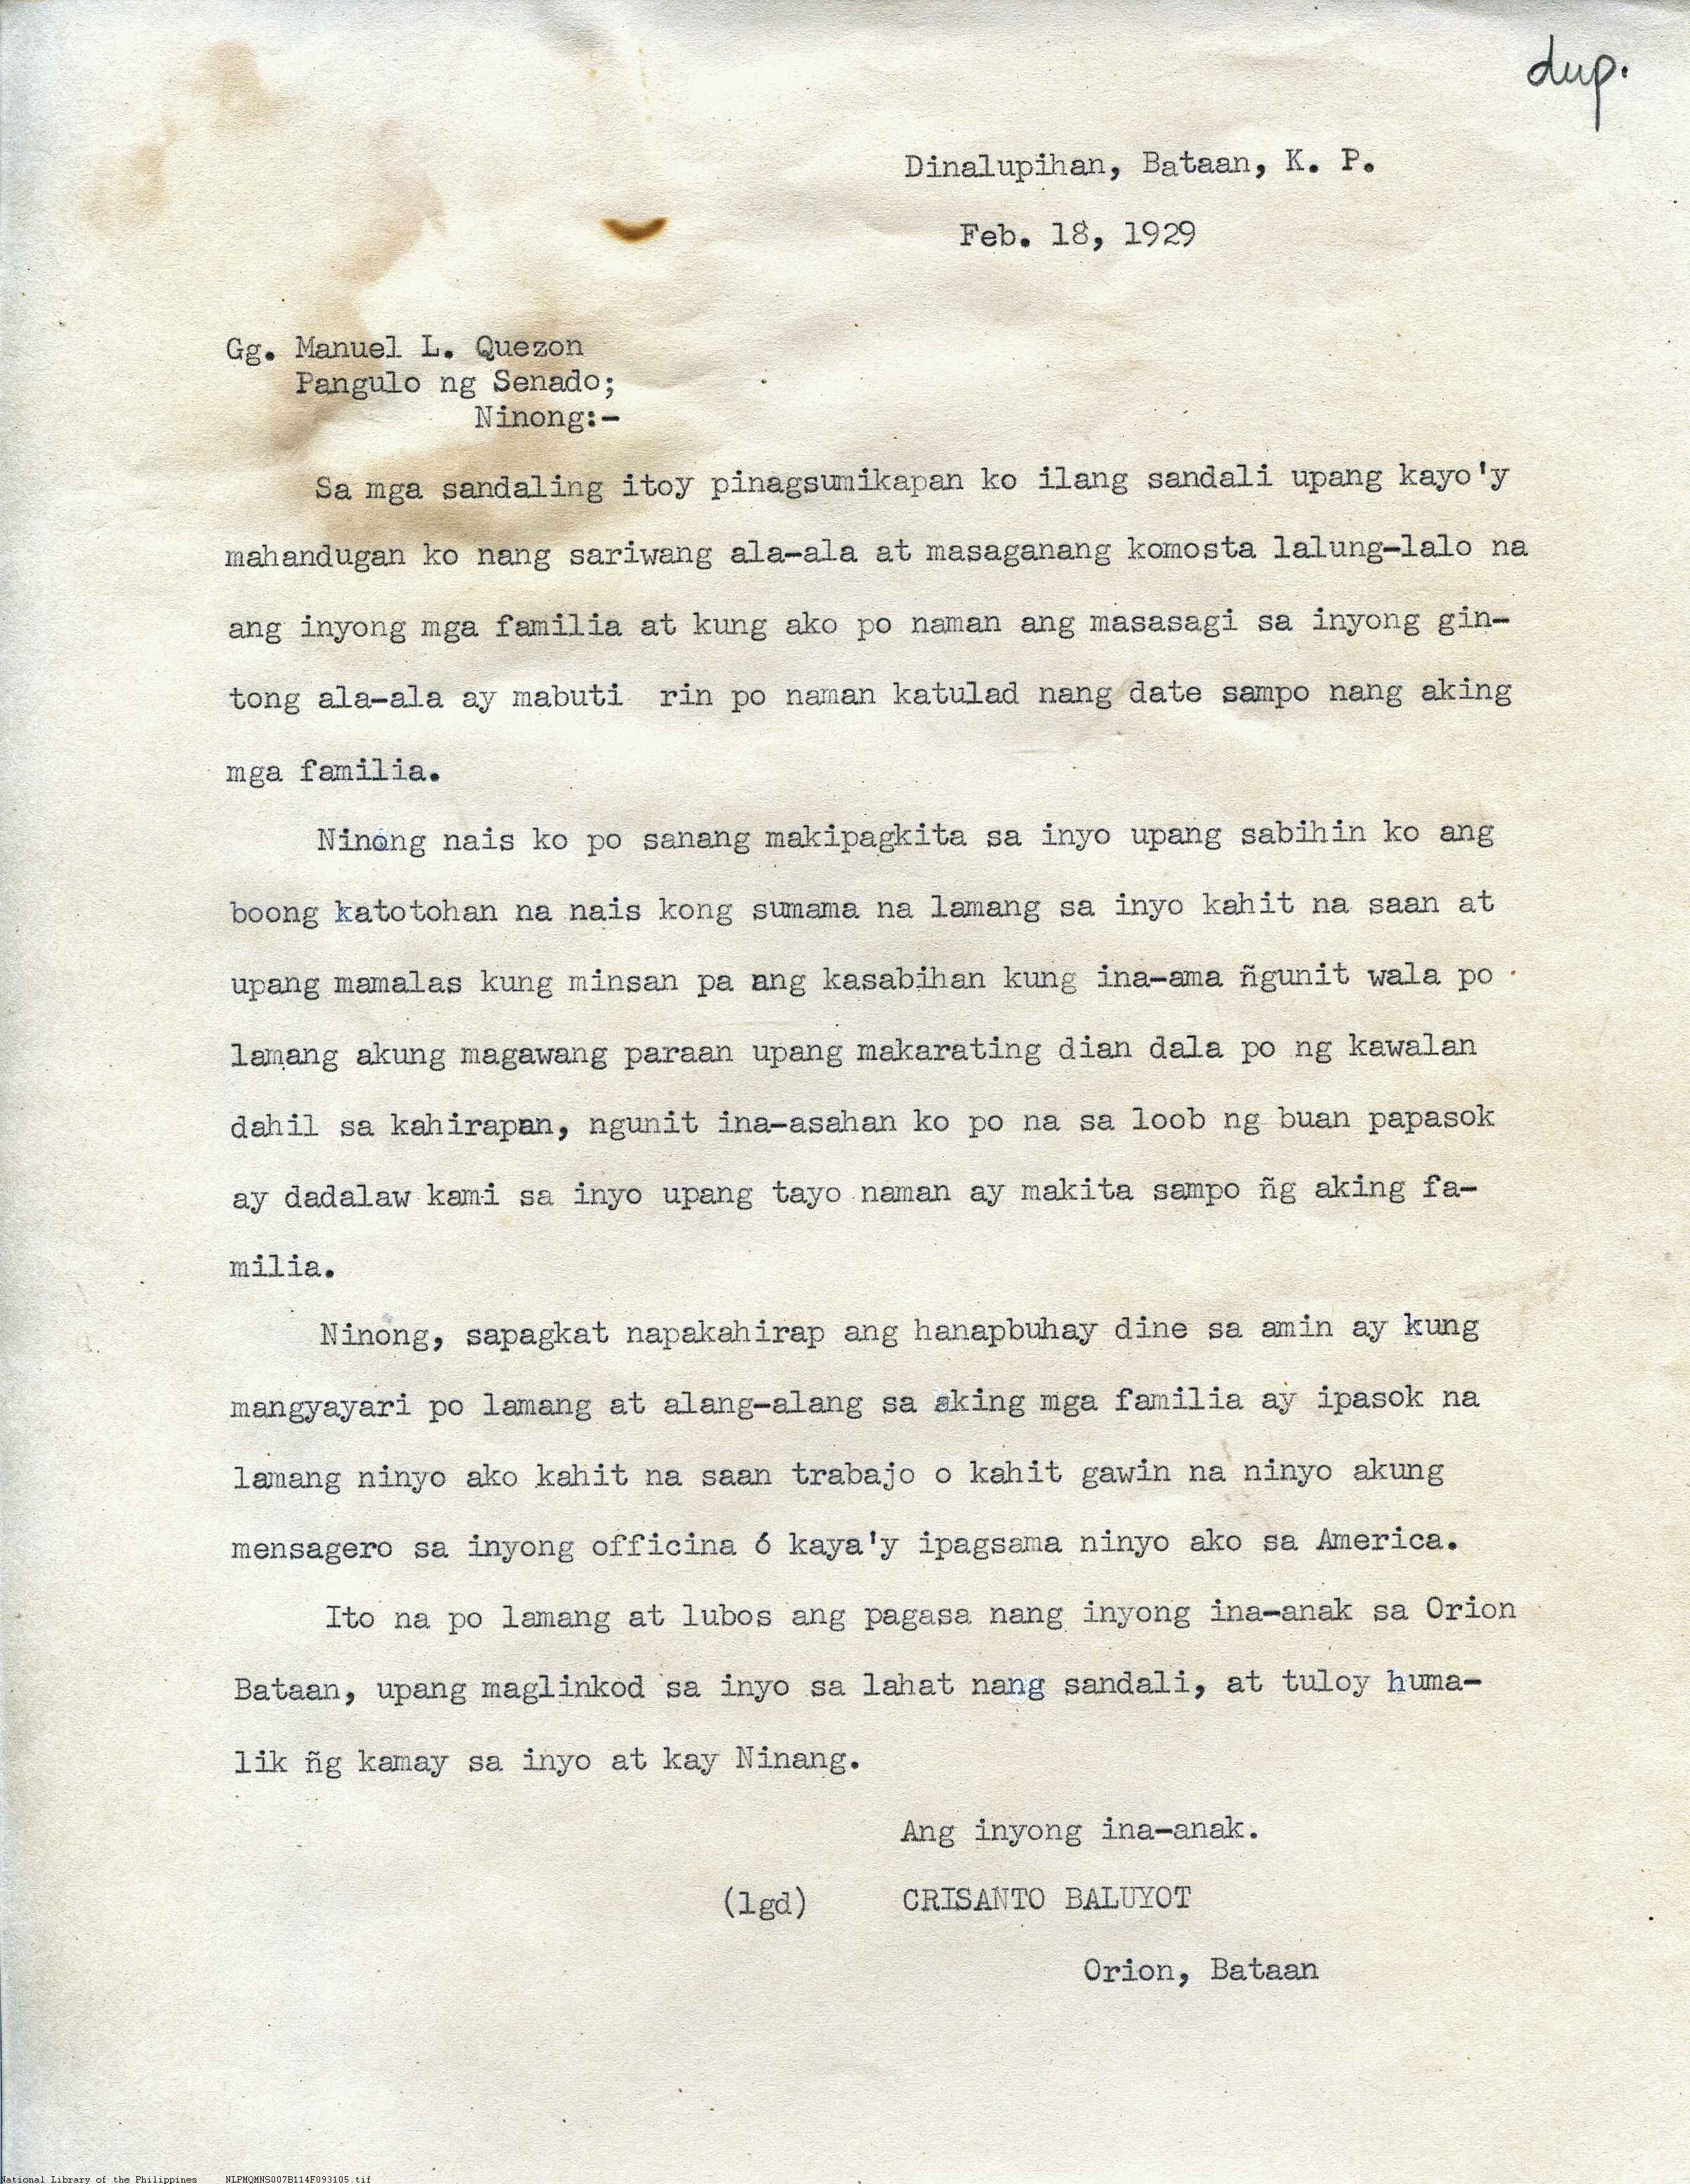 dup.
Dinalupihan, Bataan, K. P.
Feb. 18, 1929
Gg. Manuel L. Quezon
Pangulo ng Senado;
Ninong:-
Sa mga sandaling itoy pinagsumikapan ko ilang sandali upang kayo'y
mahandugan ko nang sariwang ala-ala at masaganang komosta lalung-lalo na
ang inyong mga familia at kung ako po naman ang masasagi sa inyong gin-
tong ala-ala ay mabuti rin po naman katulad nang date sampo nang aking
mga familia.
Ninong nais ko po sanang makipagkita sa inyo upang sabihin ko ang
boong katotohan na nais kong sumama na lamang sa inyo kahit na saan at
upang mamalas kung minsan pa ang kasabihan kung ina-ama ñgunit wala po
lamang akung magawang paraan upang makarating dian dala po ng kawalan
dahil sa kahirapan, ngunit ina-asahan ko po na sa loob ng buan papasok
ay dadalaw kami sa inyo upang tayo naman ay makita sampo ñg aking fa-
milia.
Ninong, sapagkat napakahirap ang hanapbuhay dine sa amin ay kung
mangyayari po lamang at alang-alang sa aking mga familia ay ipasok na
lamang ninyo ako kahit na saan trabajo o kahit gawin na ninyo akung
mensagero sa inyong officina ó kaya'y ipagsama ninyo ako sa America.
Ito na po lamang at lubos ang pagasa nang inyong ina-anak sa Orion
Bataan, upang maglinkod sa inyo sa lahat nang sandali, at tuloy huma-
lik ñg kamay sa inyo at kay Ninang.
Ang inyong ina-anak.
(lgd) CRISANTO BALUYOT
Orion, Bataan
National Library of the Philippines NLPMQMNS007B114F093105.tif